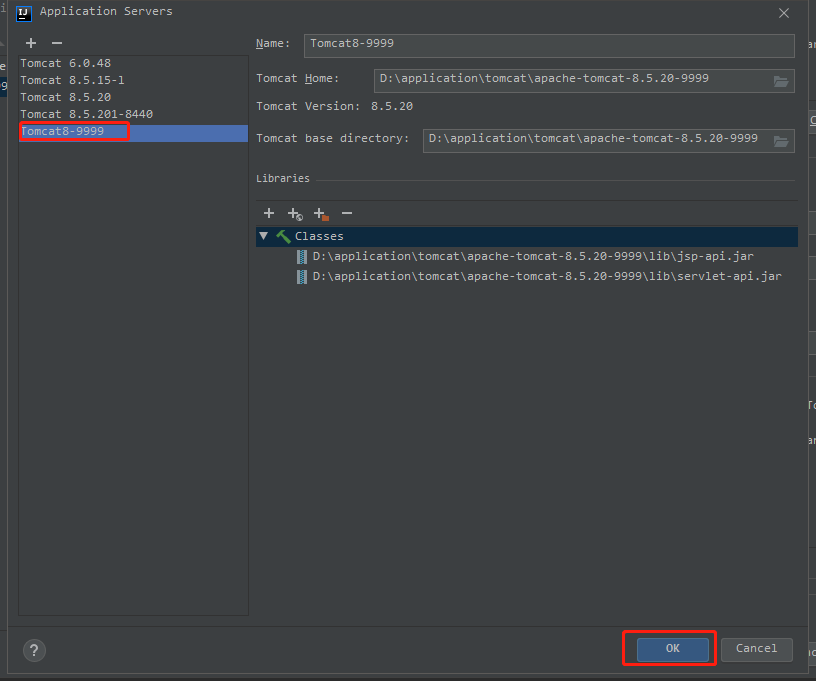 Application Servers
Name: Tomcat8-9999
Tomcat 6.0.48
Tomcat 8.5.15-1
Tomcat 8.5.20
Tomcat 8.5.201-8440
Tomcat8-9999
Tomcat Home: D:\application\tomcat\apache-tomcat-8.5.20-9999
Tomcat Version: 8.5.20
Tomcat base directory: D:\application\tomcat\apache-tomcat-8.5.20-9999
Libraries
Classes
D:\application\tomcat\apache-tomcat-8.5.20-9999\lib\jsp-api.jar
D:\application\tomcat\apache-tomcat-8.5.20-9999\lib\servlet-api.jar
?
OK
Cancel